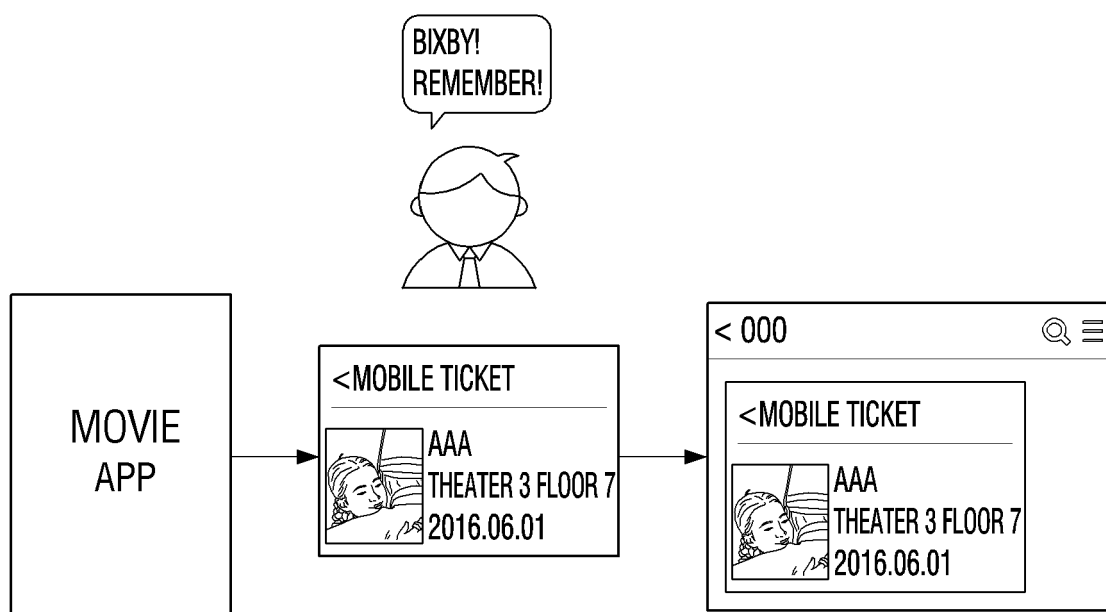 BIXBY!
REMEMBER!
MOVIE
APP
<MOBILE TICKET
AAA
THEATER 3 FLOOR 7
2016.06.01
< 000
<MOBILE TICKET
AAA
THEATER 3 FLOOR 7
2016.06.01